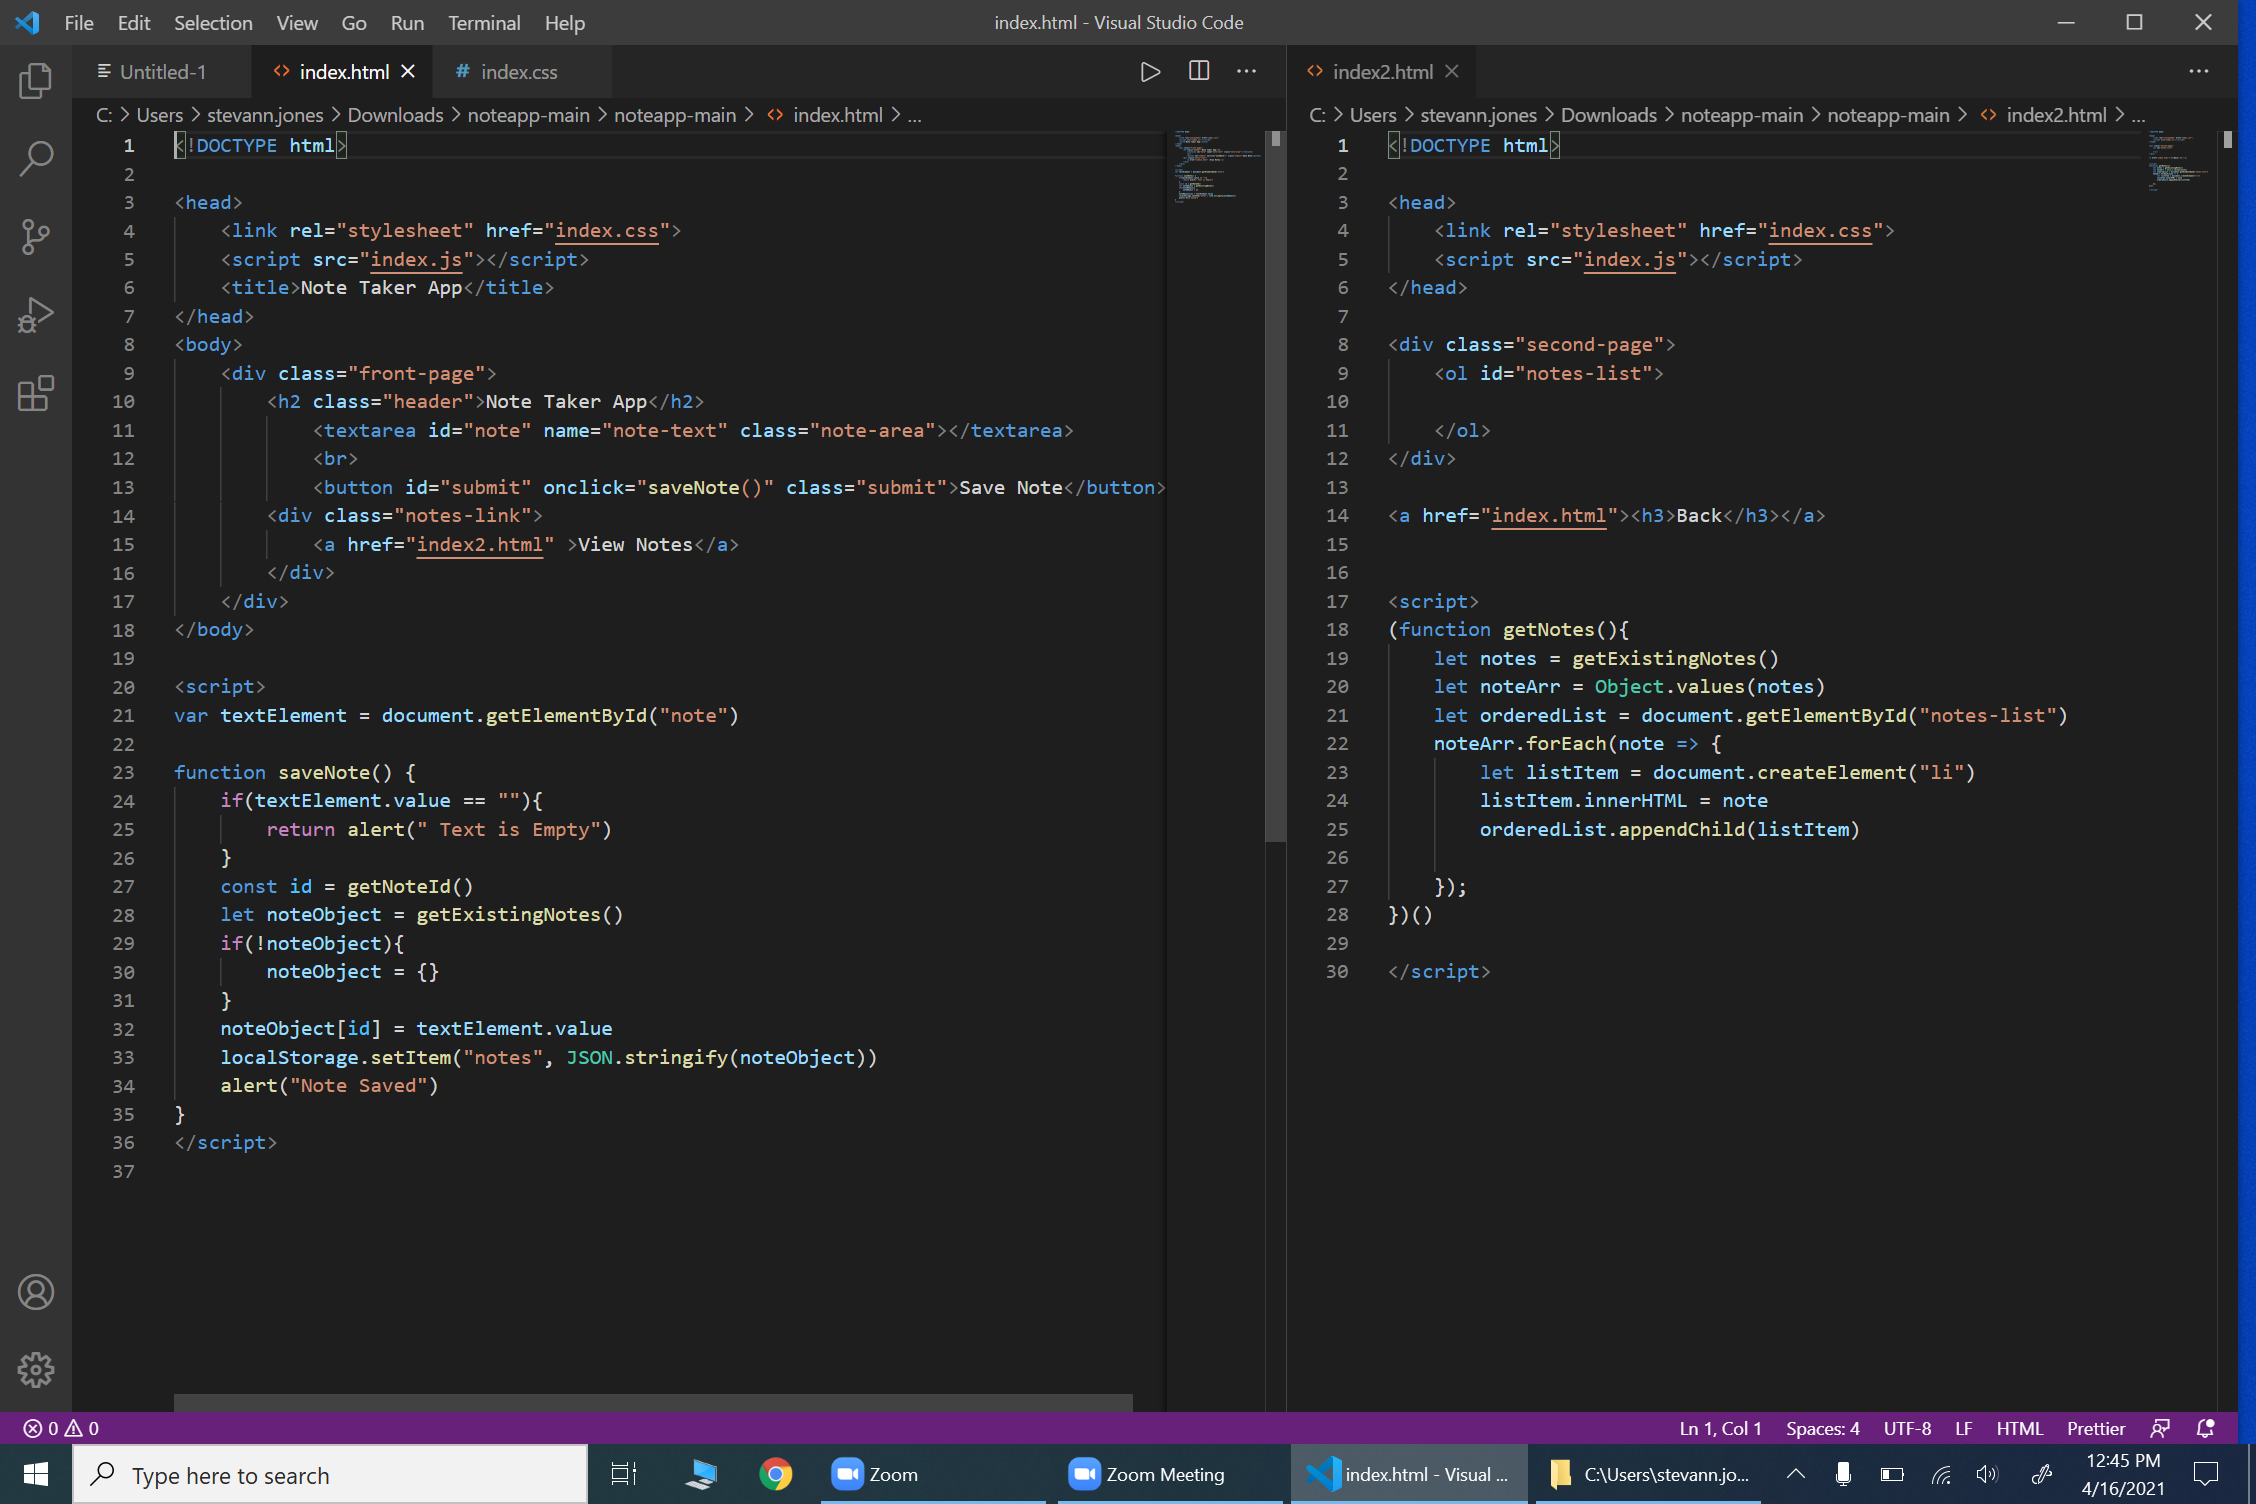 File Edit Selection View Go Run Terminal Help
index.html - Visual Studio Code
Untitled-1 index.html index.css
C: > Users > stevann.jones > Downloads > noteapp-main > noteapp-main > index.html > ...
1 <!DOCTYPE html>
2
3 <head>
4     <link rel="stylesheet" href="index.css">
5     <script src="index.js"></script>
6     <title>Note Taker App</title>
7 </head>
8 <body>
9     <div class="front-page">
10         <h2 class="header">Note Taker App</h2>
11             <textarea id="note" name="note-text" class="note-area"></textarea>
12             <br>
13             <button id="submit" onclick="saveNote()" class="submit">Save Note</button>
14         <div class="notes-link">
15             <a href="index2.html" >View Notes</a>
16         </div>
17     </div>
18 </body>
19
20 <script>
21 var textElement = document.getElementById("note")
22
23 function saveNote() {
24     if(textElement.value == ""){
25         return alert(" Text is Empty")
26     }
27     const id = getNoteId()
28     let noteObject = getExistingNotes()
29     if(!noteObject){
30         noteObject = {}
31     }
32     noteObject[id] = textElement.value
33     localStorage.setItem("notes", JSON.stringify(noteObject))
34     alert("Note Saved")
35 }
36 </script>
37
index2.html
C: > Users > stevann.jones > Downloads > noteapp-main > noteapp-main > index2.html > ...
1 <!DOCTYPE html>
2
3 <head>
4     <link rel="stylesheet" href="index.css">
5     <script src="index.js"></script>
6 </head>
7
8 <div class="second-page">
9     <ol id="notes-list">
10
11     </ol>
12 </div>
13
14 <a href="index.html"><h3>Back</h3></a>
15
16
17 <script>
18 (function getNotes(){
19     let notes = getExistingNotes()
20     let noteArr = Object.values(notes)
21     let orderedList = document.getElementById("notes-list")
22     noteArr.forEach(note => {
23         let listItem = document.createElement("li")
24         listItem.innerHTML = note
25         orderedList.appendChild(listItem)
26
27     });
28 })()
29
30 </script>
0 0
Ln 1, Col 1 Spaces: 4 UTF-8 LF HTML Prettier
Type here to search
Zoom
Zoom Meeting
index.html - Visual ...
C:\Users\stevann.jo...
12:45 PM
4/16/2021